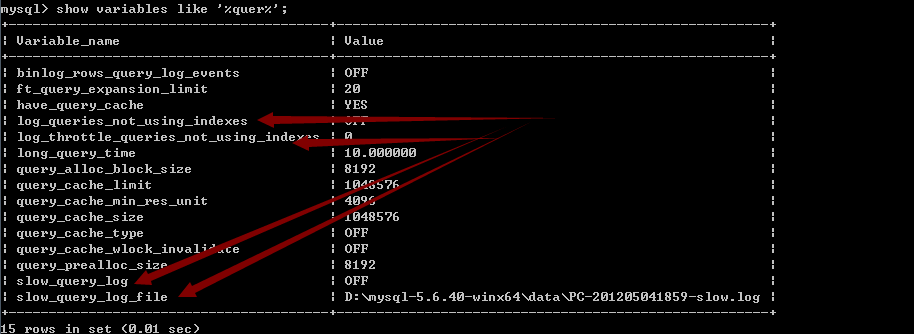 mysql> show variables like '%quer%';
| Variable_name | Value |
| binlog_rows_query_log_events | OFF |
| ft_query_expansion_limit | 20 |
| have_query_cache | YES |
| log_queries_not_using_indexes | OFF |
| log_throttle_queries_not_using_indexes | 0 |
| long_query_time | 10.000000 |
| query_alloc_block_size | 8192 |
| query_cache_limit | 1048576 |
| query_cache_min_res_unit | 4096 |
| query_cache_size | 1048576 |
| query_cache_type | OFF |
| query_cache_wlock_invalidate | OFF |
| query_prealloc_size | 8192 |
| slow_query_log | OFF |
| slow_query_log_file | D:\mysql-5.6.40-winx64\data\PC-201205041859-slow.log |
15 rows in set (0.01 sec)